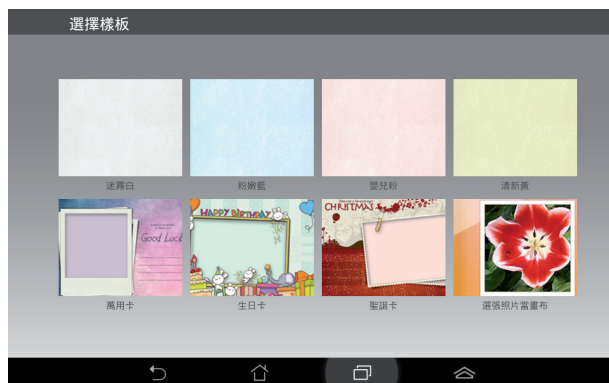 選擇樣板
迷霧白
粉嫩藍
嬰兒粉
清新黃
Good Luck
HAPPY BIRTHDAY
CHRISTMAS
萬用卡
生日卡
聖誕卡
選張照片當畫布